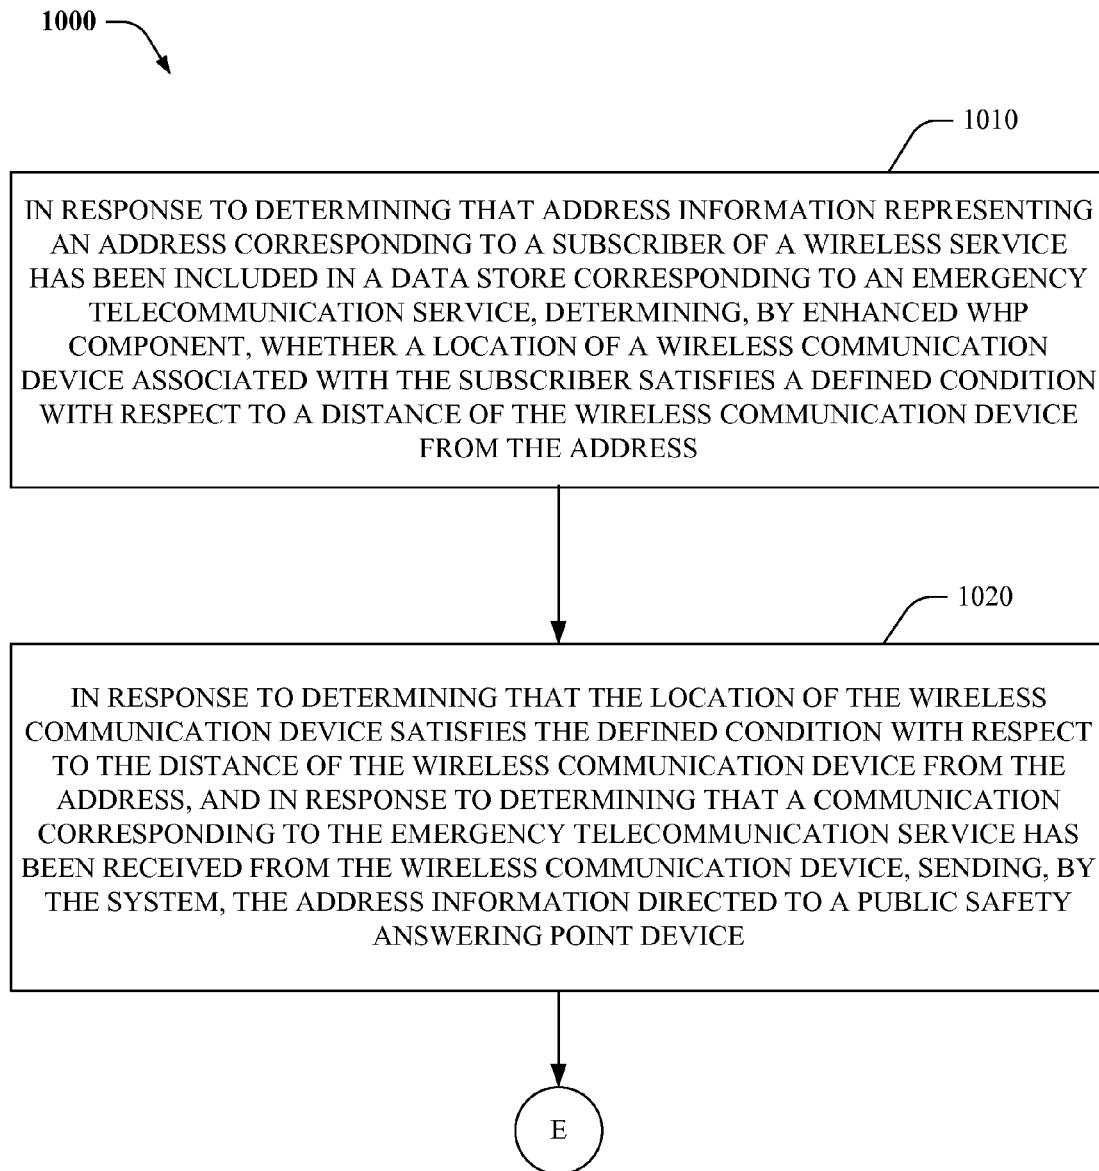 1000
1010
IN RESPONSE TO DETERMINING THAT ADDRESS INFORMATION REPRESENTING
AN ADDRESS CORRESPONDING TO A SUBSCRIBER OF A WIRELESS SERVICE
HAS BEEN INCLUDED IN A DATA STORE CORRESPONDING TO AN EMERGENCY
TELECOMMUNICATION SERVICE, DETERMINING, BY ENHANCED WHP
COMPONENT, WHETHER A LOCATION OF A WIRELESS COMMUNICATION
DEVICE ASSOCIATED WITH THE SUBSCRIBER SATISFIES A DEFINED CONDITION
WITH RESPECT TO A DISTANCE OF THE WIRELESS COMMUNICATION DEVICE
FROM THE ADDRESS
1020
IN RESPONSE TO DETERMINING THAT THE LOCATION OF THE WIRELESS
COMMUNICATION DEVICE SATISFIES THE DEFINED CONDITION WITH RESPECT
TO THE DISTANCE OF THE WIRELESS COMMUNICATION DEVICE FROM THE
ADDRESS, AND IN RESPONSE TO DETERMINING THAT A COMMUNICATION
CORRESPONDING TO THE EMERGENCY TELECOMMUNICATION SERVICE HAS
BEEN RECEIVED FROM THE WIRELESS COMMUNICATION DEVICE, SENDING, BY
THE SYSTEM, THE ADDRESS INFORMATION DIRECTED TO A PUBLIC SAFETY
ANSWERING POINT DEVICE
E